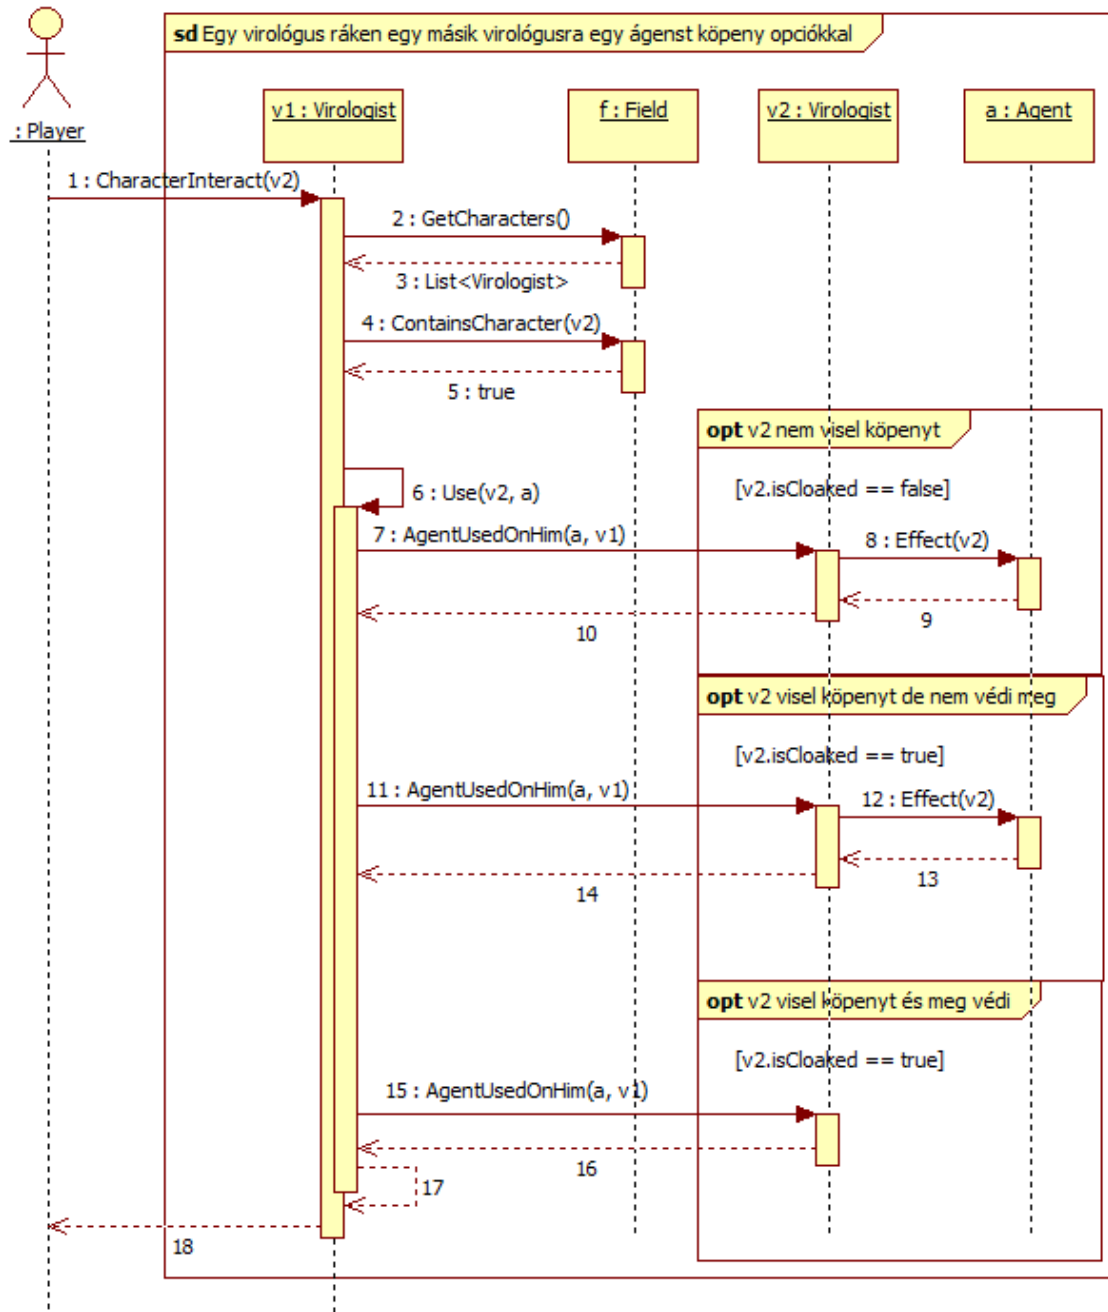 sd Egy virológus ráken egy másik virológusra egy ágenst köpeny opciókkal
: Player
v1 : Virologist
f : Field
v2 : Virologist
a : Agent
1 : CharacterInteract(v2)
2 : GetCharacters()
3 : List<Virologist>
4 : ContainsCharacter(v2)
5 : true
opt v2 nem visel köpenyt
[v2.isCloaked == false]
6 : Use(v2, a)
7 : AgentUsedOnHim(a, v1)
8 : Effect(v2)
9
10
opt v2 visel köpenyt de nem védi meg
[v2.isCloaked == true]
11 : AgentUsedOnHim(a, v1)
12 : Effect(v2)
13
14
opt v2 visel köpenyt és meg védi
[v2.isCloaked == true]
15 : AgentUsedOnHim(a, v1)
16
17
18